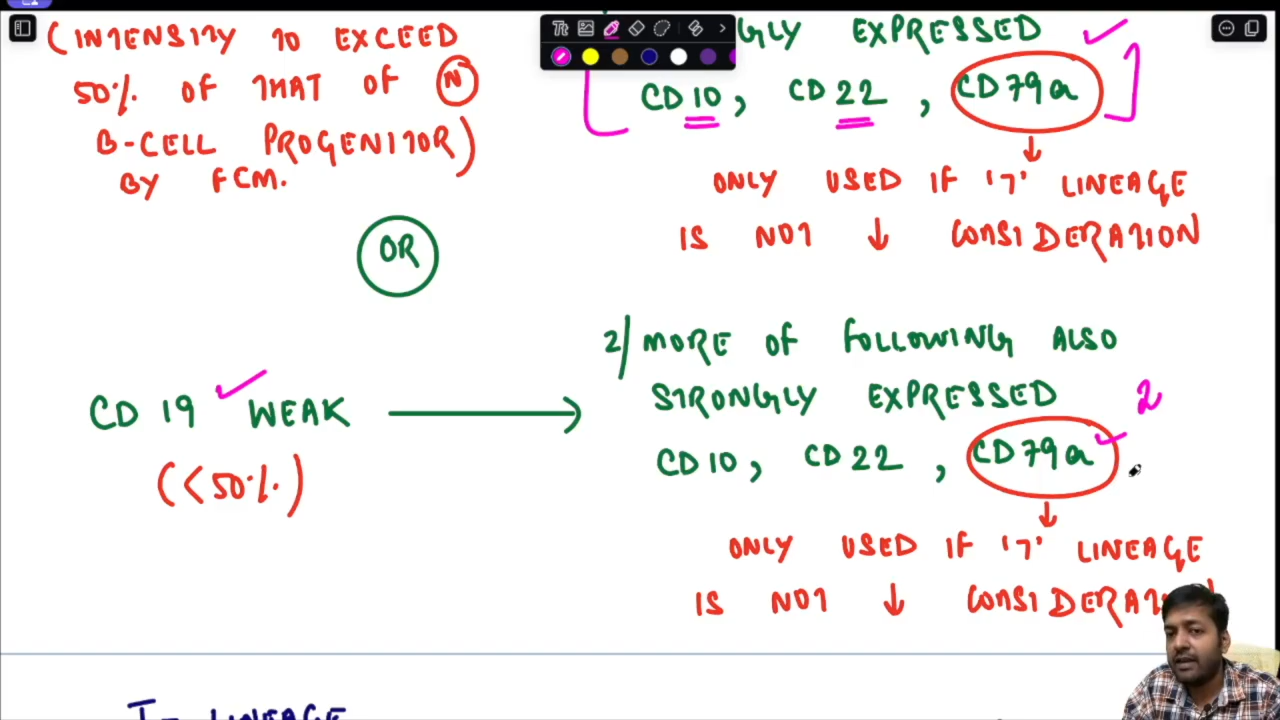 (INTENSITY TO EXCEED
50% OF THAT OF N
B-CELL PROGENITOR)
BY FCM.
GLY EXPRESSED
CD10, CD22, CD79a
ONLY USED IF 'T' LINEAGE
IS NOT ↓ CONSIDERATION
OR
CD 19 WEAK
(<50%)
2/MORE OF FOLLOWING ALSO
STRONGLY EXPRESSED
2
CD10, CD22, CD79a
ONLY USED IF 'T' LINEAGE
IS NOT ↓
T- LINEAGE